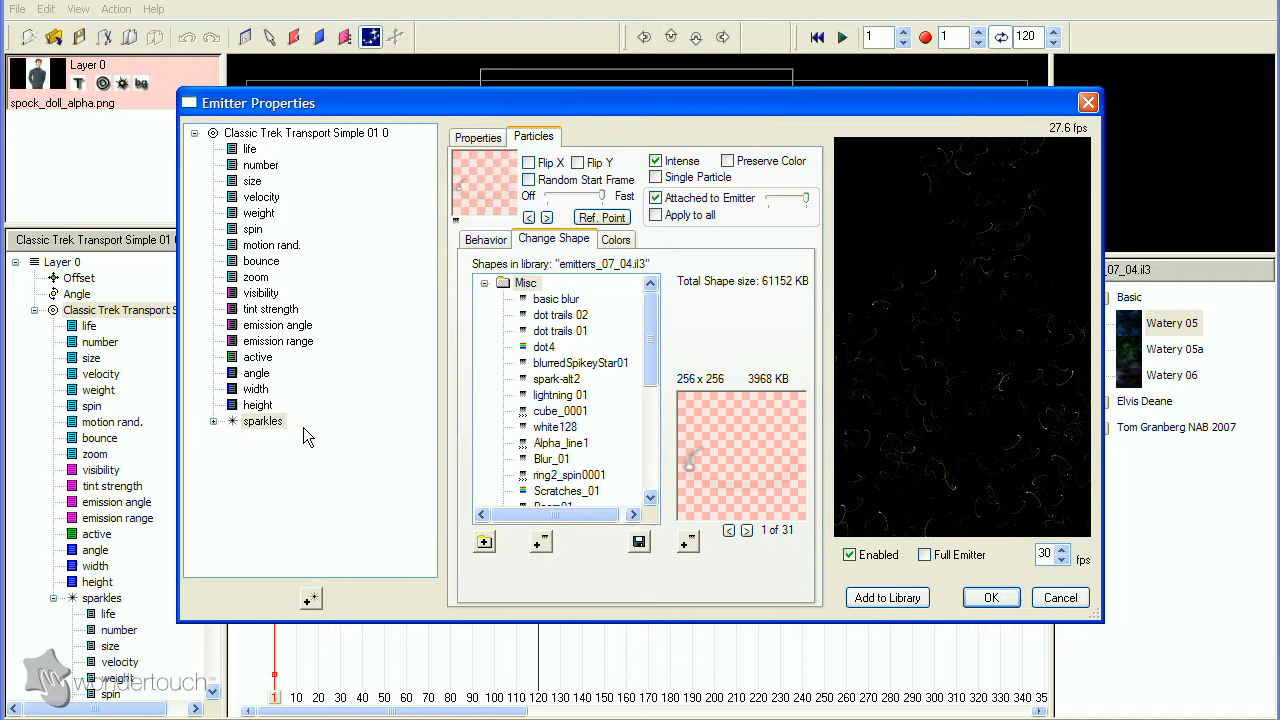 File Edit View Action Help
1 1 120
Layer 0
T bg
spock_doll_alpha.png
Emitter Properties
27.6 fps
Classic Trek Transport Simple 01 0
life
number
size
velocity
weight
spin
motion rand.
bounce
zoom
visibility
tint strength
emission angle
emission range
active
angle
width
height
sparkles
Properties Particles
Flip X Flip Y
Random Start Frame
Off Fast
Ref. Point
Intense Preserve Color
Single Particle
Attached to Emitter
Apply to all
Behavior Change Shape Colors
Shapes in library: "emitters_07_04.il3"
Misc
basic blur
dot trails 02
dot trails 01
dot4
blurredSpikeyStar01
spark-alt2
lightning 01
cube_0001
white128
Alpha_line1
Blur_01
ring2_spin0001
Scratches_01
Total Shape size: 61152 KB
256 x 256 3968 KB
1 of 31
Enabled Full Emitter 30 fps
Add to Library OK Cancel
Classic Trek Transport Simple 01
Layer 0
Offset
Angle
Classic Trek Transport S
life
number
size
velocity
weight
spin
motion rand.
bounce
zoom
visibility
tint strength
emission angle
emission range
active
angle
width
height
sparkles
life
number
size
velocity
weight
spin
_07_04.il3
Basic
Watery 05
Watery 05a
Watery 06
Elvis Deane
Tom Granberg NAB 2007
1 10 20 30 40 50 60 70 80 90 100 110 120 130 140 150 160 170 180 190 200 210 220 230 240 250 260 270 280 290 300 310 320 330 340 35
wondertouch